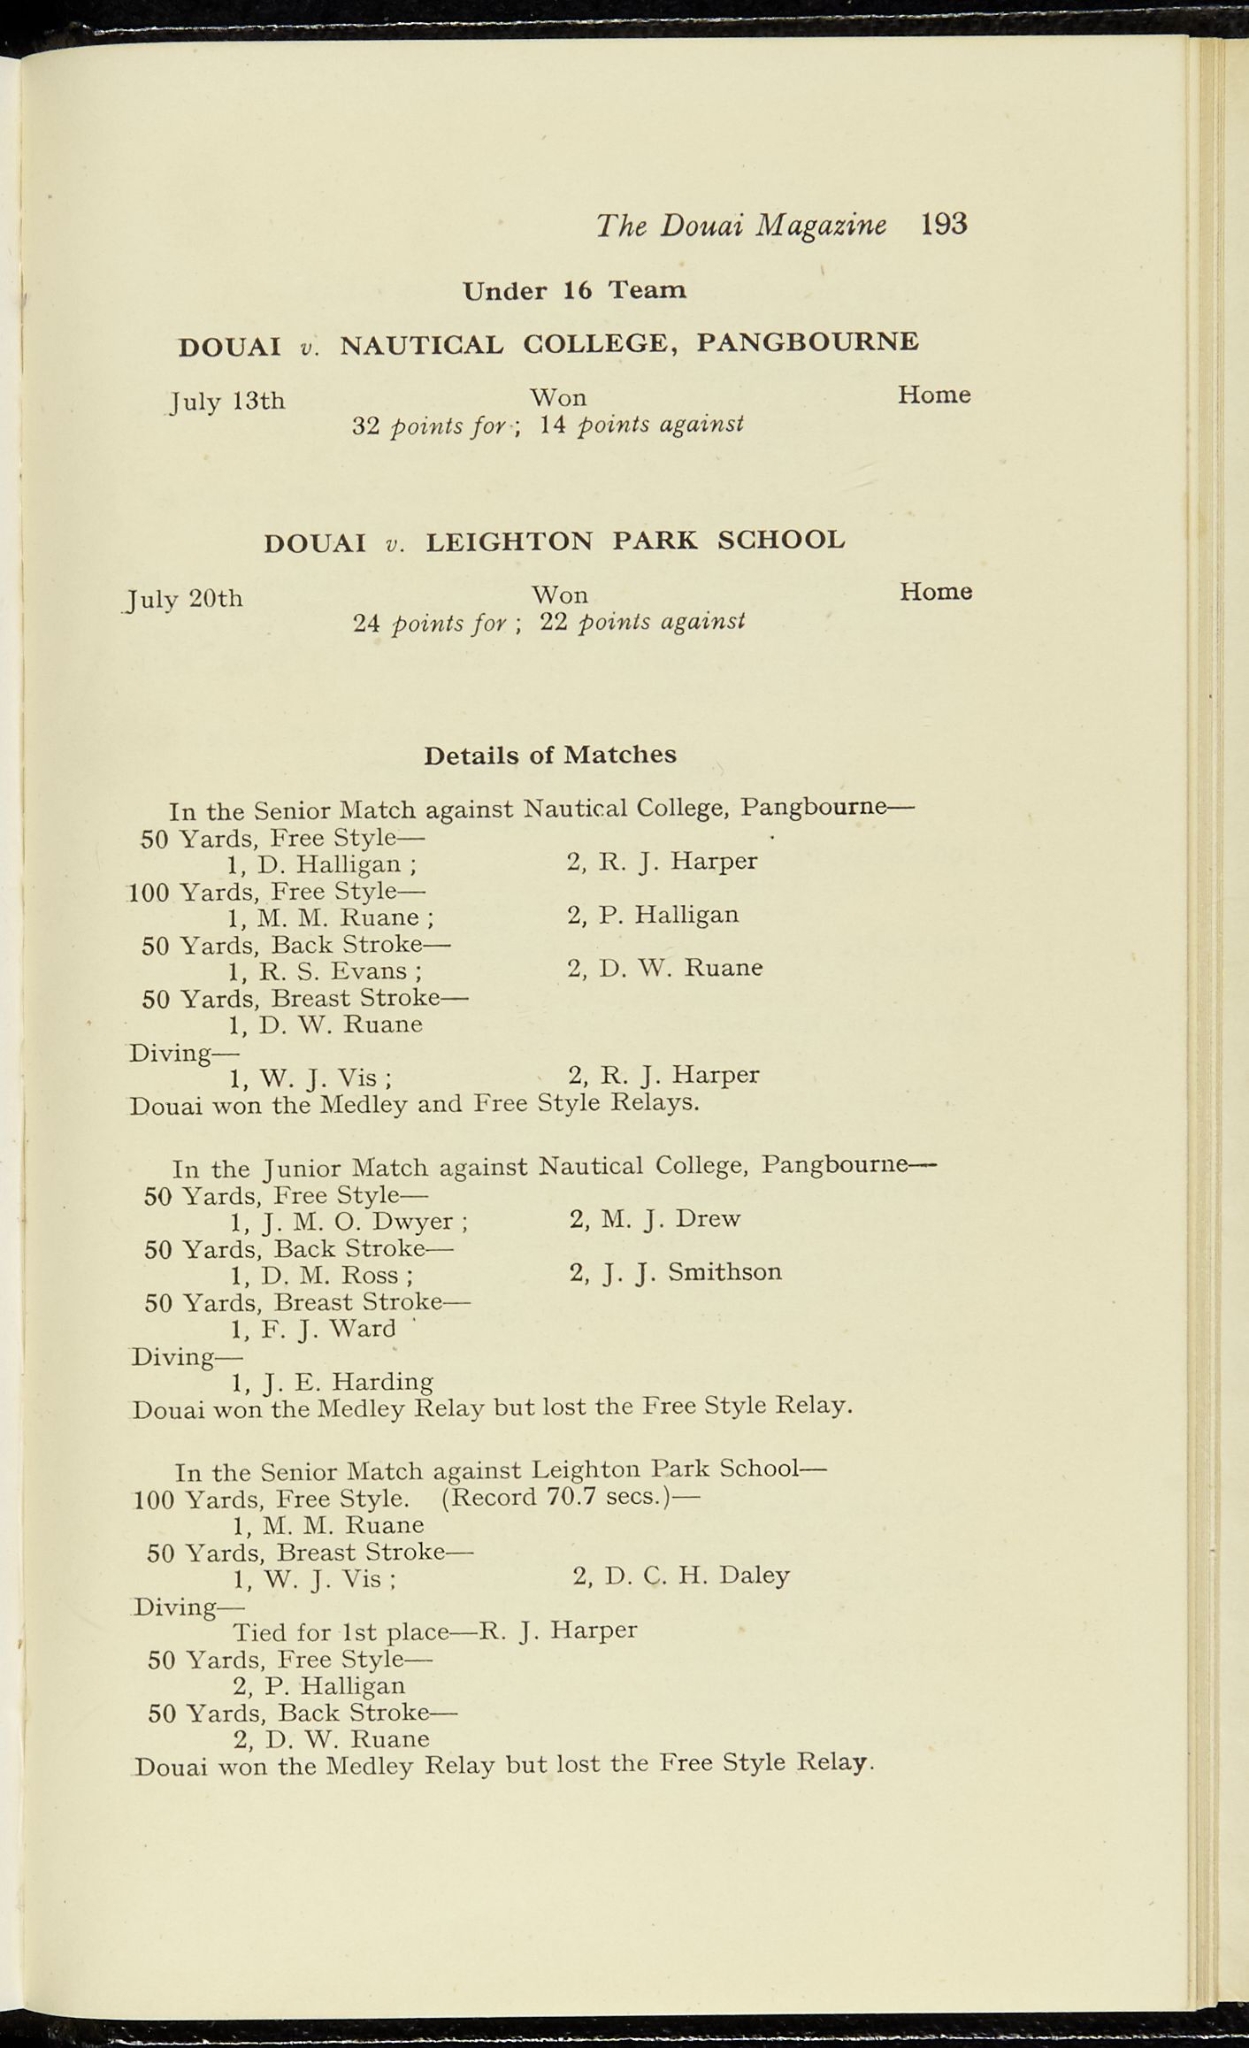 The Douai Magazine 193
Under 16 Team
DOUAI v. NAUTICAL COLLEGE, PANGBOURNE
July 13th Won Home
32 points for ; 14 points against
DOUAI v. LEIGHTON PARK SCHOOL
July 20th Won Home
24 points for ; 22 points against
Details of Matches
In the Senior Match against Nautical College, Pangbourne—
50 Yards, Free Style—
1, D. Halligan ; 2, R. J. Harper
100 Yards, Free Style—
1, M. M. Ruane ; 2, P. Halligan
50 Yards, Back Stroke—
1, R. S. Evans ; 2, D. W. Ruane
50 Yards, Breast Stroke—
1, D. W. Ruane
Diving—
1, W. J. Vis ; 2, R. J. Harper
Douai won the Medley and Free Style Relays.
In the Junior Match against Nautical College, Pangbourne—
50 Yards, Free Style—
1, J. M. O. Dwyer ; 2, M. J. Drew
50 Yards, Back Stroke—
1, D. M. Ross ; 2, J. J. Smithson
50 Yards, Breast Stroke—
1, F. J. Ward
Diving—
1, J. E. Harding
Douai won the Medley Relay but lost the Free Style Relay.
In the Senior Match against Leighton Park School—
100 Yards, Free Style. (Record 70.7 secs.)—
1, M. M. Ruane
50 Yards, Breast Stroke—
1, W. J. Vis ; 2, D. C. H. Daley
Diving—
Tied for 1st place—R. J. Harper
50 Yards, Free Style—
2, P. Halligan
50 Yards, Back Stroke—
2, D. W. Ruane
Douai won the Medley Relay but lost the Free Style Relay.